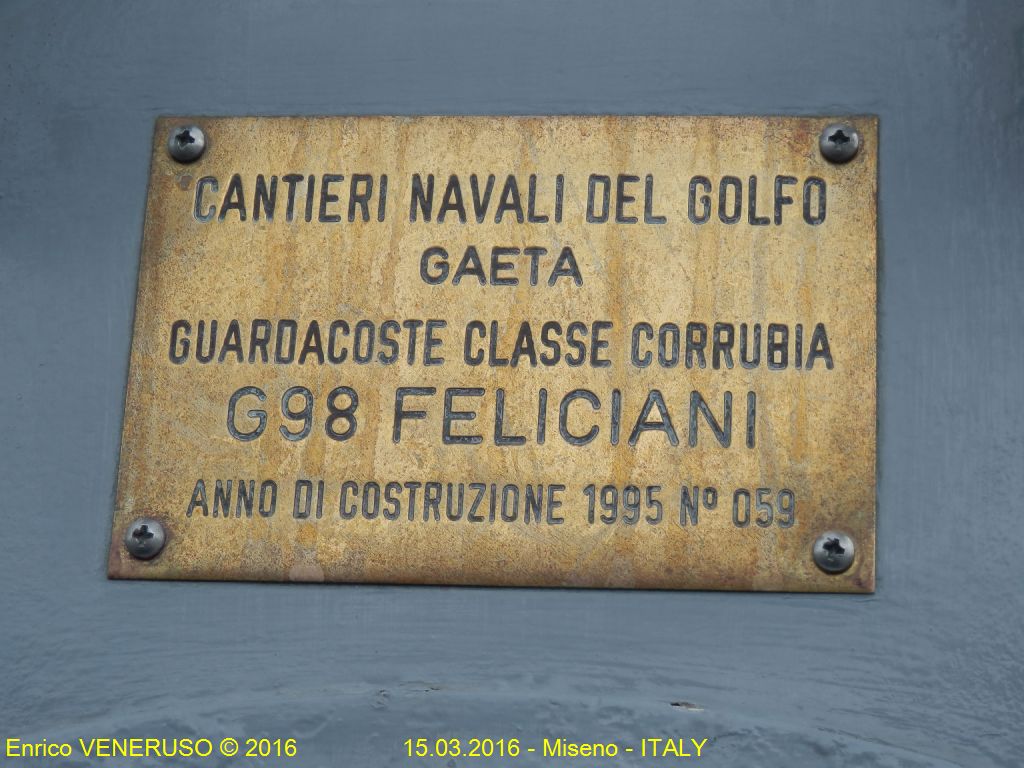 CANTIERI NAVALI DEL GOLFO
GAETA
GUARDACOSTE CLASSE CORRUBIA
G98 FELICIANI
ANNO DI COSTRUZIONE 1995 Nº 059
Enrico VENERUSO © 2016 15.03.2016 - Miseno - ITALY